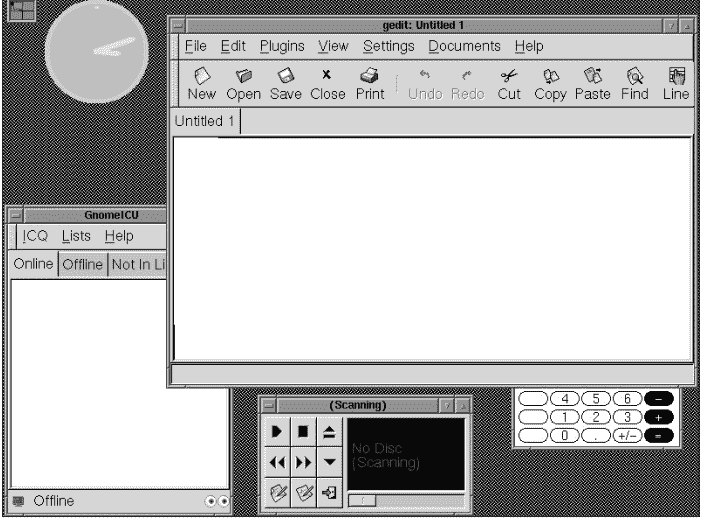 gedit: Untitled 1
File Edit Plugins View Settings Documents Help
New Open Save Close Print Undo Redo Cut Copy Paste Find Line
Untitled 1
GnomeICU
ICQ Lists Help
Online Offline Not In Li
Offline
(Scanning)
No Disc
(Scanning)
4 5 6 −
1 2 3 +
0 . +/− =